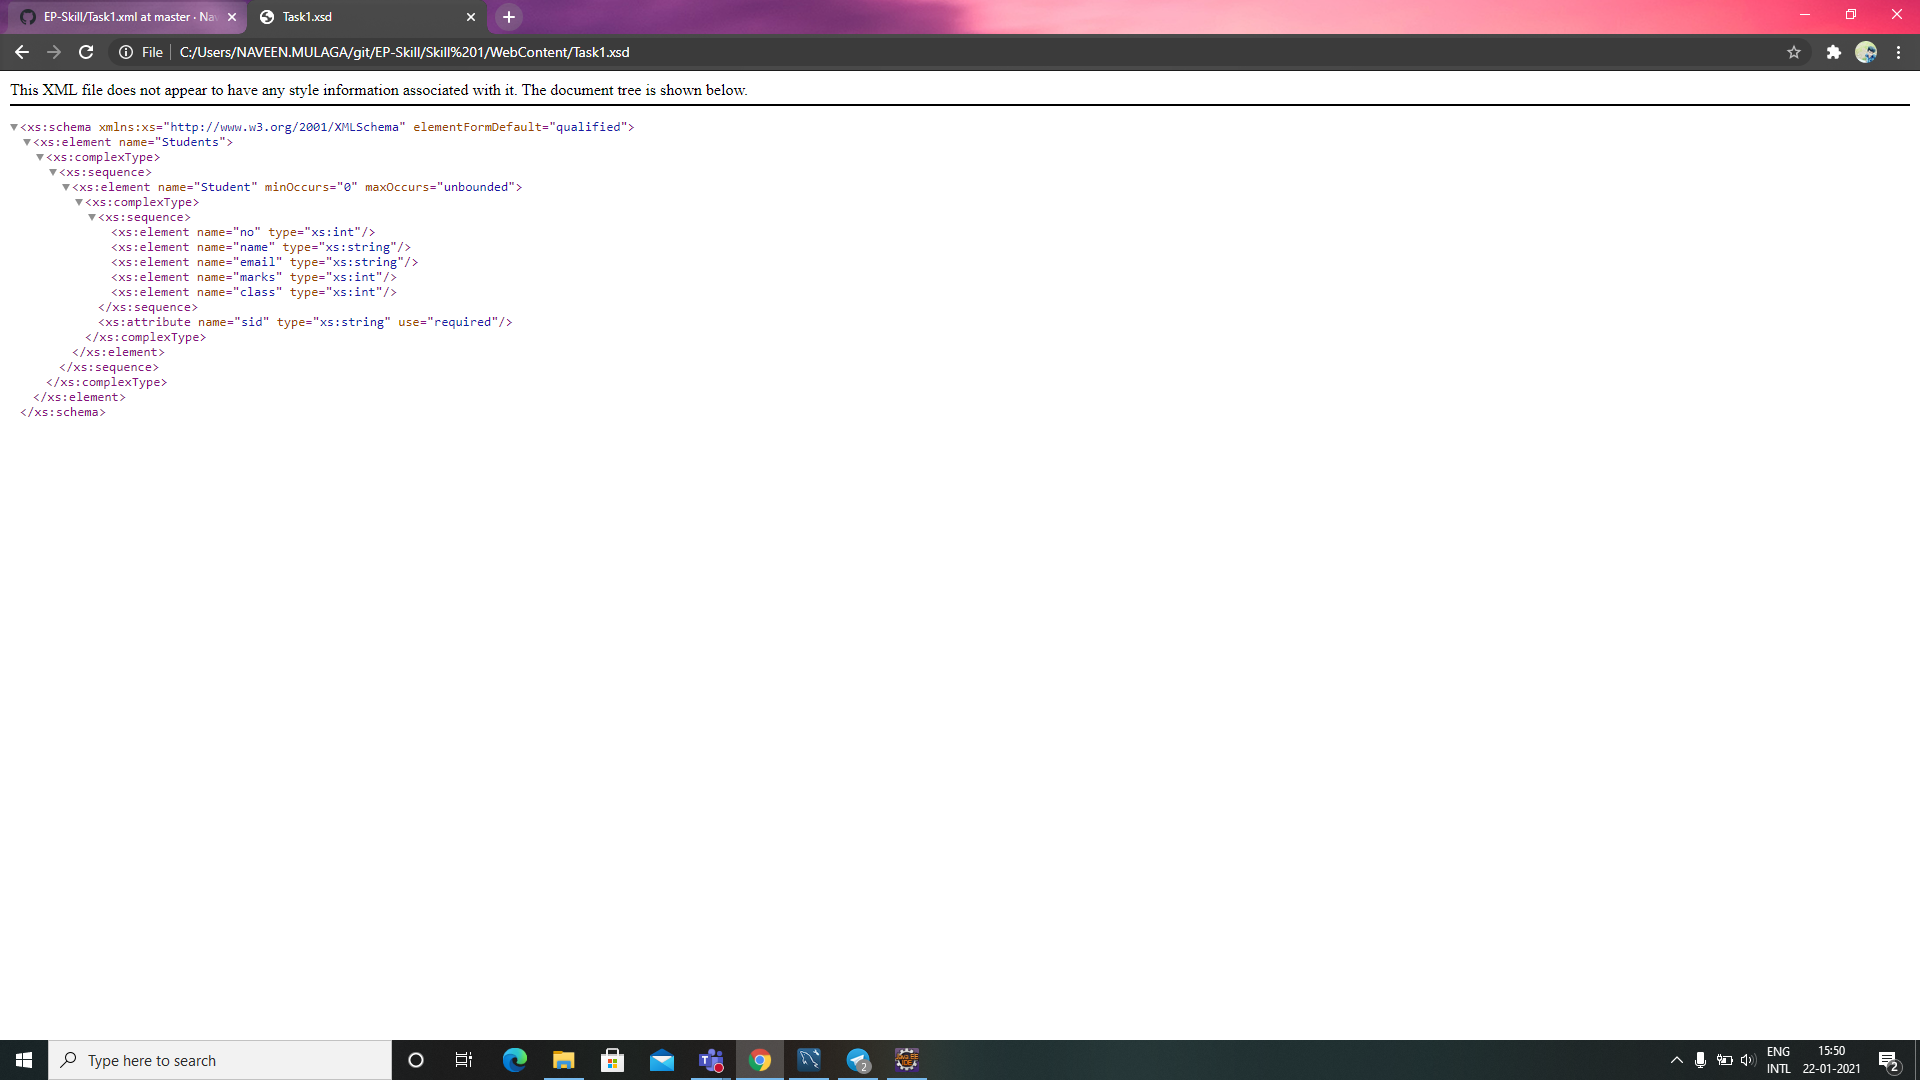 EP-Skill/Task1.xml at master · Nav
Task1.xsd
File
C:/Users/NAVEEN.MULAGA/git/EP-Skill/Skill%201/WebContent/Task1.xsd
This XML file does not appear to have any style information associated with it. The document tree is shown below.
<xs:schema xmlns:xs="http://www.w3.org/2001/XMLSchema" elementFormDefault="qualified">
<xs:element name="Students">
<xs:complexType>
<xs:sequence>
<xs:element name="Student" minOccurs="0" maxOccurs="unbounded">
<xs:complexType>
<xs:sequence>
<xs:element name="no" type="xs:int"/>
<xs:element name="name" type="xs:string"/>
<xs:element name="email" type="xs:string"/>
<xs:element name="marks" type="xs:int"/>
<xs:element name="class" type="xs:int"/>
</xs:sequence>
<xs:attribute name="sid" type="xs:string" use="required"/>
</xs:complexType>
</xs:element>
</xs:sequence>
</xs:complexType>
</xs:element>
</xs:schema>
Type here to search
T
2
ENG
INTL
15:50
22-01-2021
2